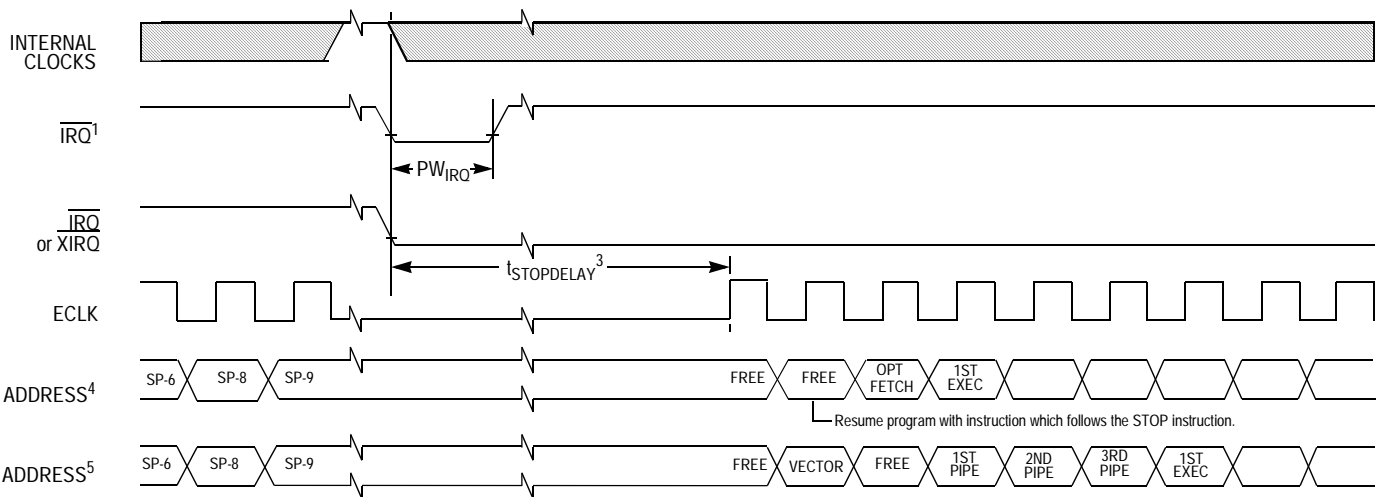 INTERNAL
CLOCKS
IRQ1
PWIRQ
IRQ
or XIRQ
tSTOPDELAY3
ECLK
ADDRESS4
SP-6 SP-8 SP-9 FREE FREE OPT FETCH 1ST EXEC
Resume program with instruction which follows the STOP instruction.
ADDRESS5
SP-6 SP-8 SP-9 FREE VECTOR FREE 1ST PIPE 2ND PIPE 3RD PIPE 1ST EXEC